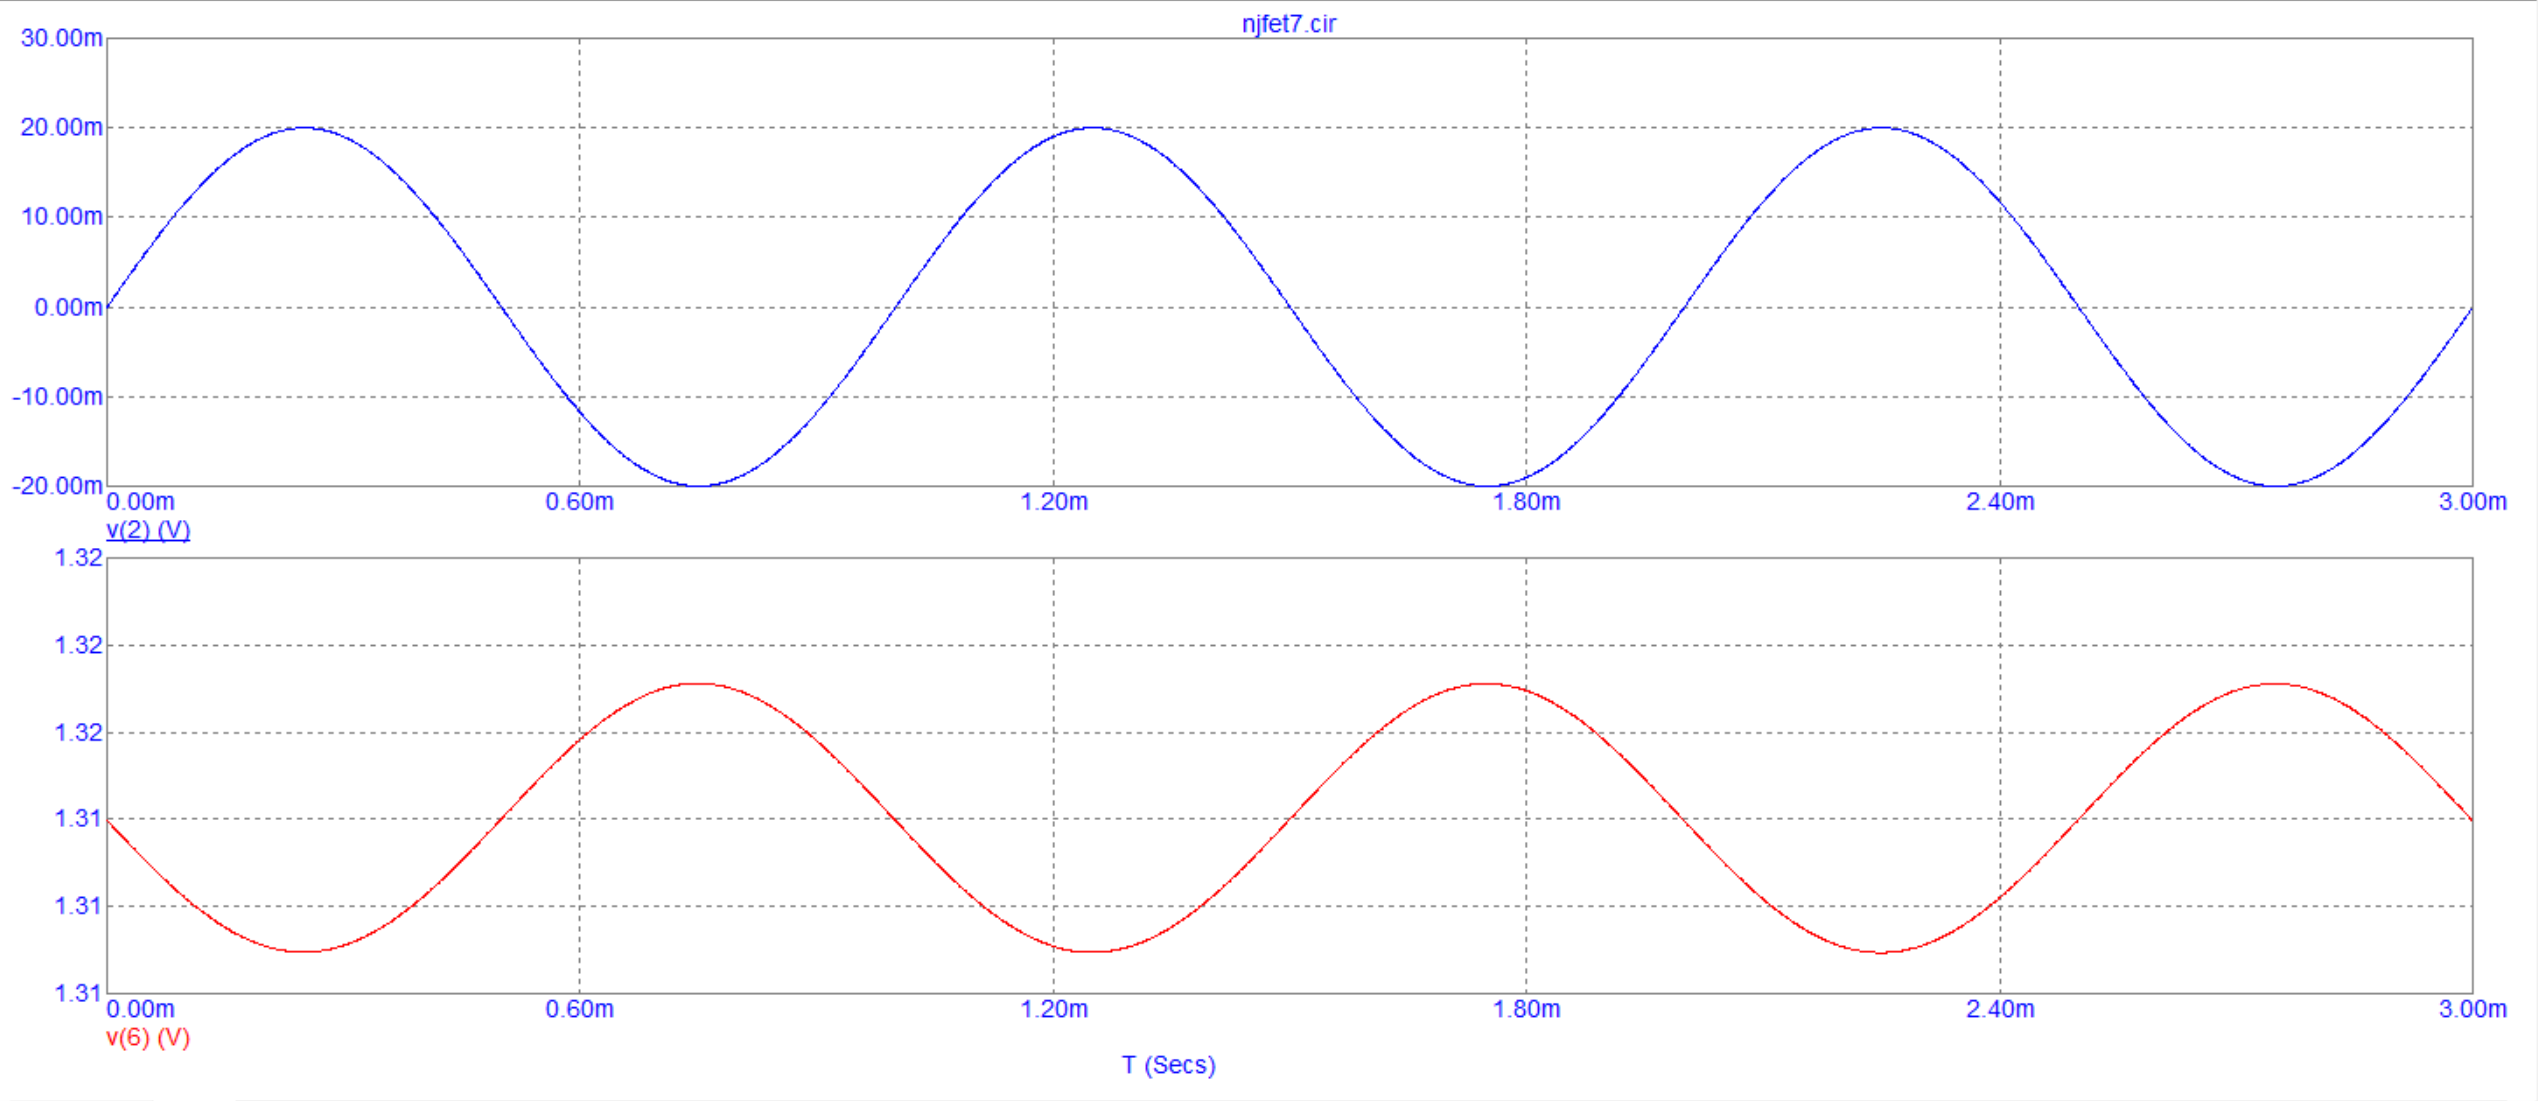 njfet7.cir
30.00m
20.00m
10.00m
0.00m
-10.00m
-20.00m
0.00m 0.60m 1.20m 1.80m 2.40m 3.00m
v(2) (V)
1.32
1.32
1.32
1.31
1.31
1.31
0.00m 0.60m 1.20m 1.80m 2.40m 3.00m
v(6) (V)
T (Secs)